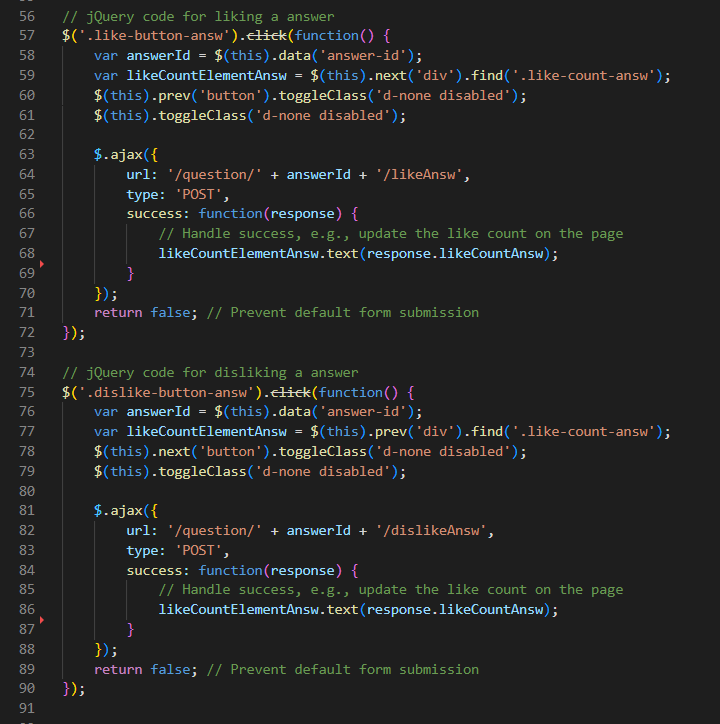 56 // jQuery code for liking a answer
57 $('.like-button-answ').click(function() {
58     var answerId = $(this).data('answer-id');
59     var likeCountElementAnsw = $(this).next('div').find('.like-count-answ');
60     $(this).prev('button').toggleClass('d-none disabled');
61     $(this).toggleClass('d-none disabled');
62
63     $.ajax({
64         url: '/question/' + answerId + '/likeAnsw',
65         type: 'POST',
66         success: function(response) {
67             // Handle success, e.g., update the like count on the page
68             likeCountElementAnsw.text(response.likeCountAnsw);
69         }
70     });
71     return false; // Prevent default form submission
72 });
73
74 // jQuery code for disliking a answer
75 $('.dislike-button-answ').click(function() {
76     var answerId = $(this).data('answer-id');
77     var likeCountElementAnsw = $(this).prev('div').find('.like-count-answ');
78     $(this).next('button').toggleClass('d-none disabled');
79     $(this).toggleClass('d-none disabled');
80
81     $.ajax({
82         url: '/question/' + answerId + '/dislikeAnsw',
83         type: 'POST',
84         success: function(response) {
85             // Handle success, e.g., update the like count on the page
86             likeCountElementAnsw.text(response.likeCountAnsw);
87         }
88     });
89     return false; // Prevent default form submission
90 });
91